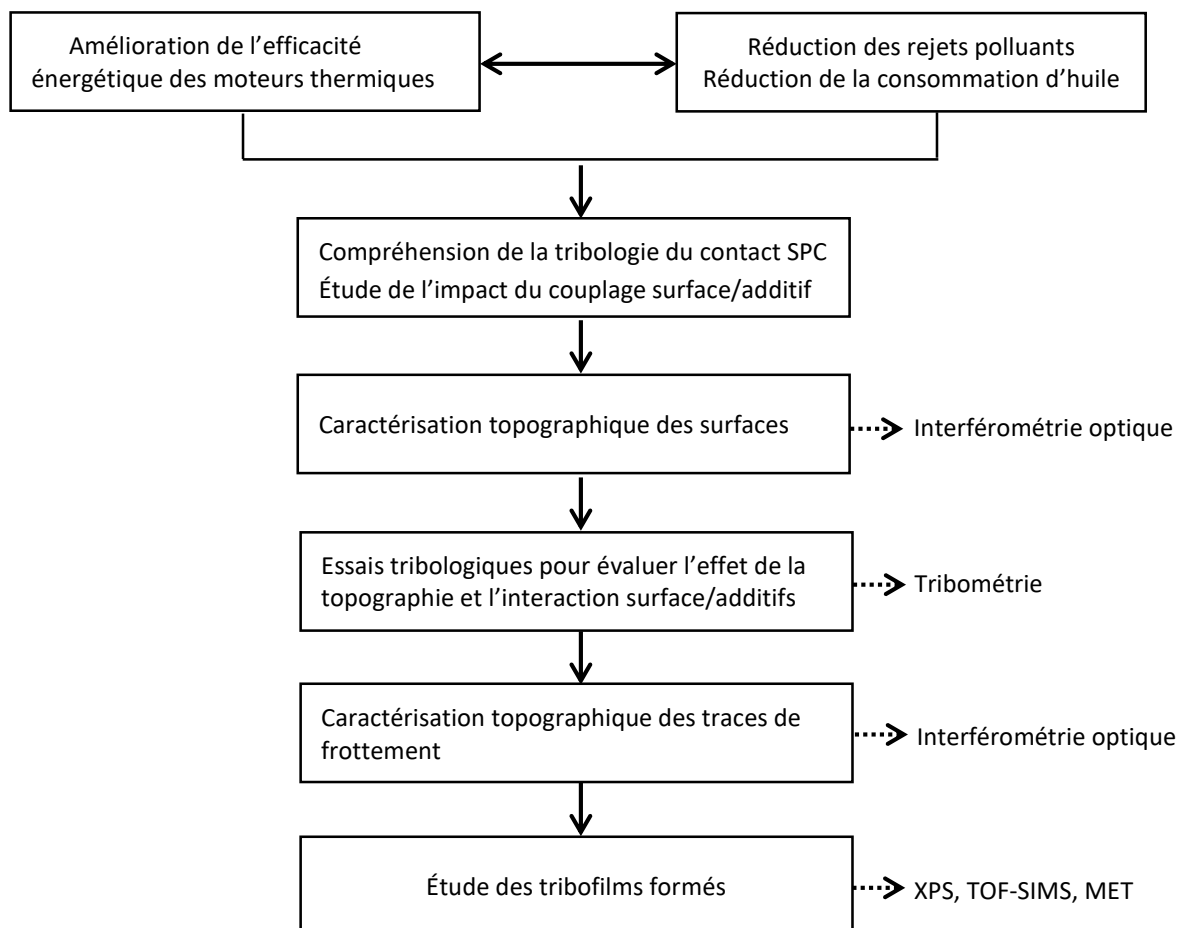 Amélioration de l’efficacité
énergétique des moteurs thermiques
Réduction des rejets polluants
Réduction de la consommation d’huile
Compréhension de la tribologie du contact SPC
Étude de l’impact du couplage surface/additif
Caractérisation topographique des surfaces
Interférométrie optique
Essais tribologiques pour évaluer l’effet de la
topographie et l’interaction surface/additifs
Tribométrie
Caractérisation topographique des traces de
frottement
Interférométrie optique
Étude des tribofilms formés
XPS, TOF-SIMS, MET